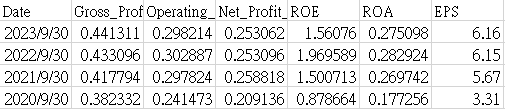 Date Gross_Prof Operating_ Net_Profit_ ROE ROA EPS
2023/9/30 0.441311 0.298214 0.253062 1.56076 0.275098 6.16
2022/9/30 0.433096 0.302887 0.253096 1.969589 0.282924 6.15
2021/9/30 0.417794 0.297824 0.258818 1.500713 0.269742 5.67
2020/9/30 0.382332 0.241473 0.209136 0.878664 0.177256 3.31